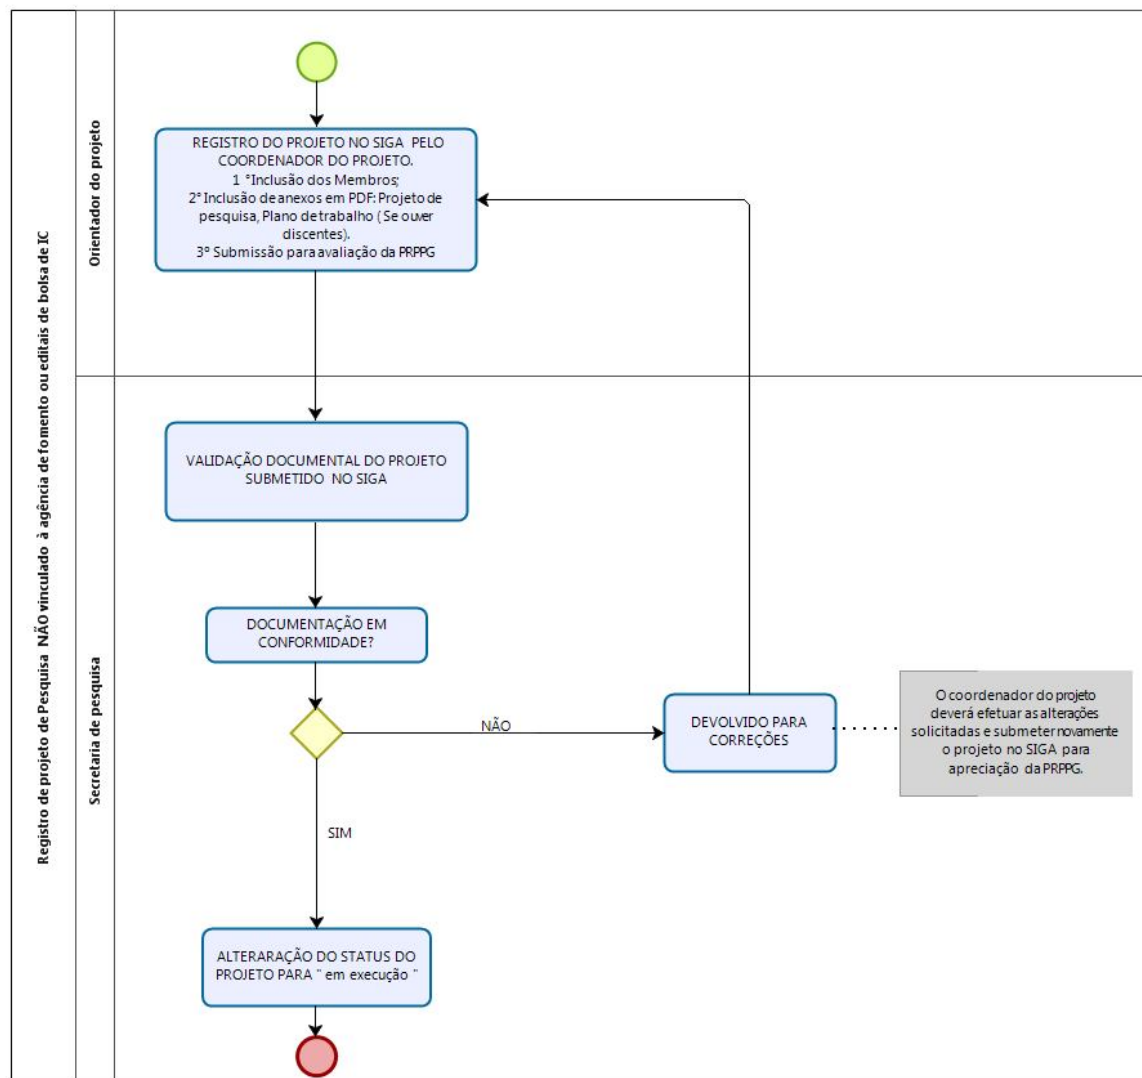 Registro de projeto de Pesquisa NÃO vinculado à agência de fomento ou editais de bolsa de IC
Orientador do projeto
REGISTRO DO PROJETO NO SIGA PELO
COORDENADOR DO PROJETO.
1 °Inclusão dos Membros;
2° Inclusão de anexos em PDF: Projeto de
pesquisa, Plano de trabalho ( Se ouver
discentes).
3º Submissão para avaliação da PRPPG
Secretaria de pesquisa
VALIDAÇÃO DOCUMENTAL DO PROJETO
SUBMETIDO NO SIGA
DOCUMENTAÇÃO EM
CONFORMIDADE?
NÃO
DEVOLVIDO PARA
CORREÇÕES
O coordenador do projeto
deverá efetuar as alterações
solicitadas e submeter novamente
o projeto no SIGA para
apreciação da PRPPG.
SIM
ALTERARAÇÃO DO STATUS DO
PROJETO PARA " em execução "